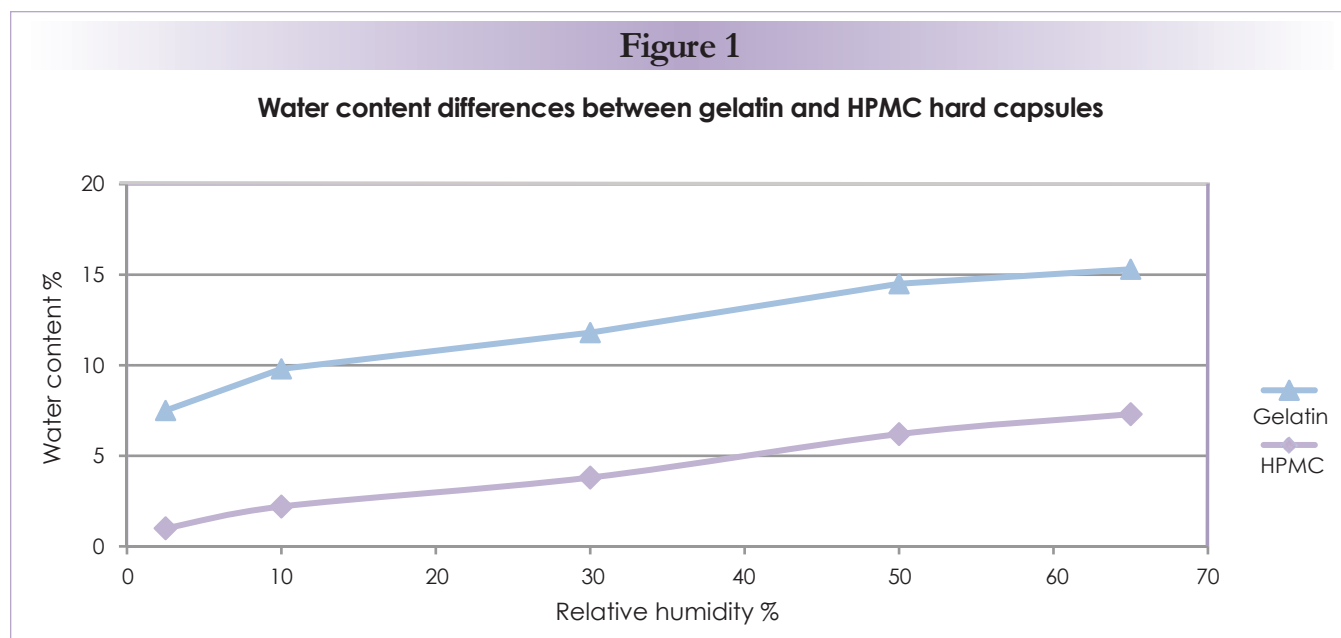 Figure 1
Water content differences between gelatin and HPMC hard capsules
20
15
10
5
0
Water content %
0 10 20 30 40 50 60 70
Relative humidity %
Gelatin
HPMC